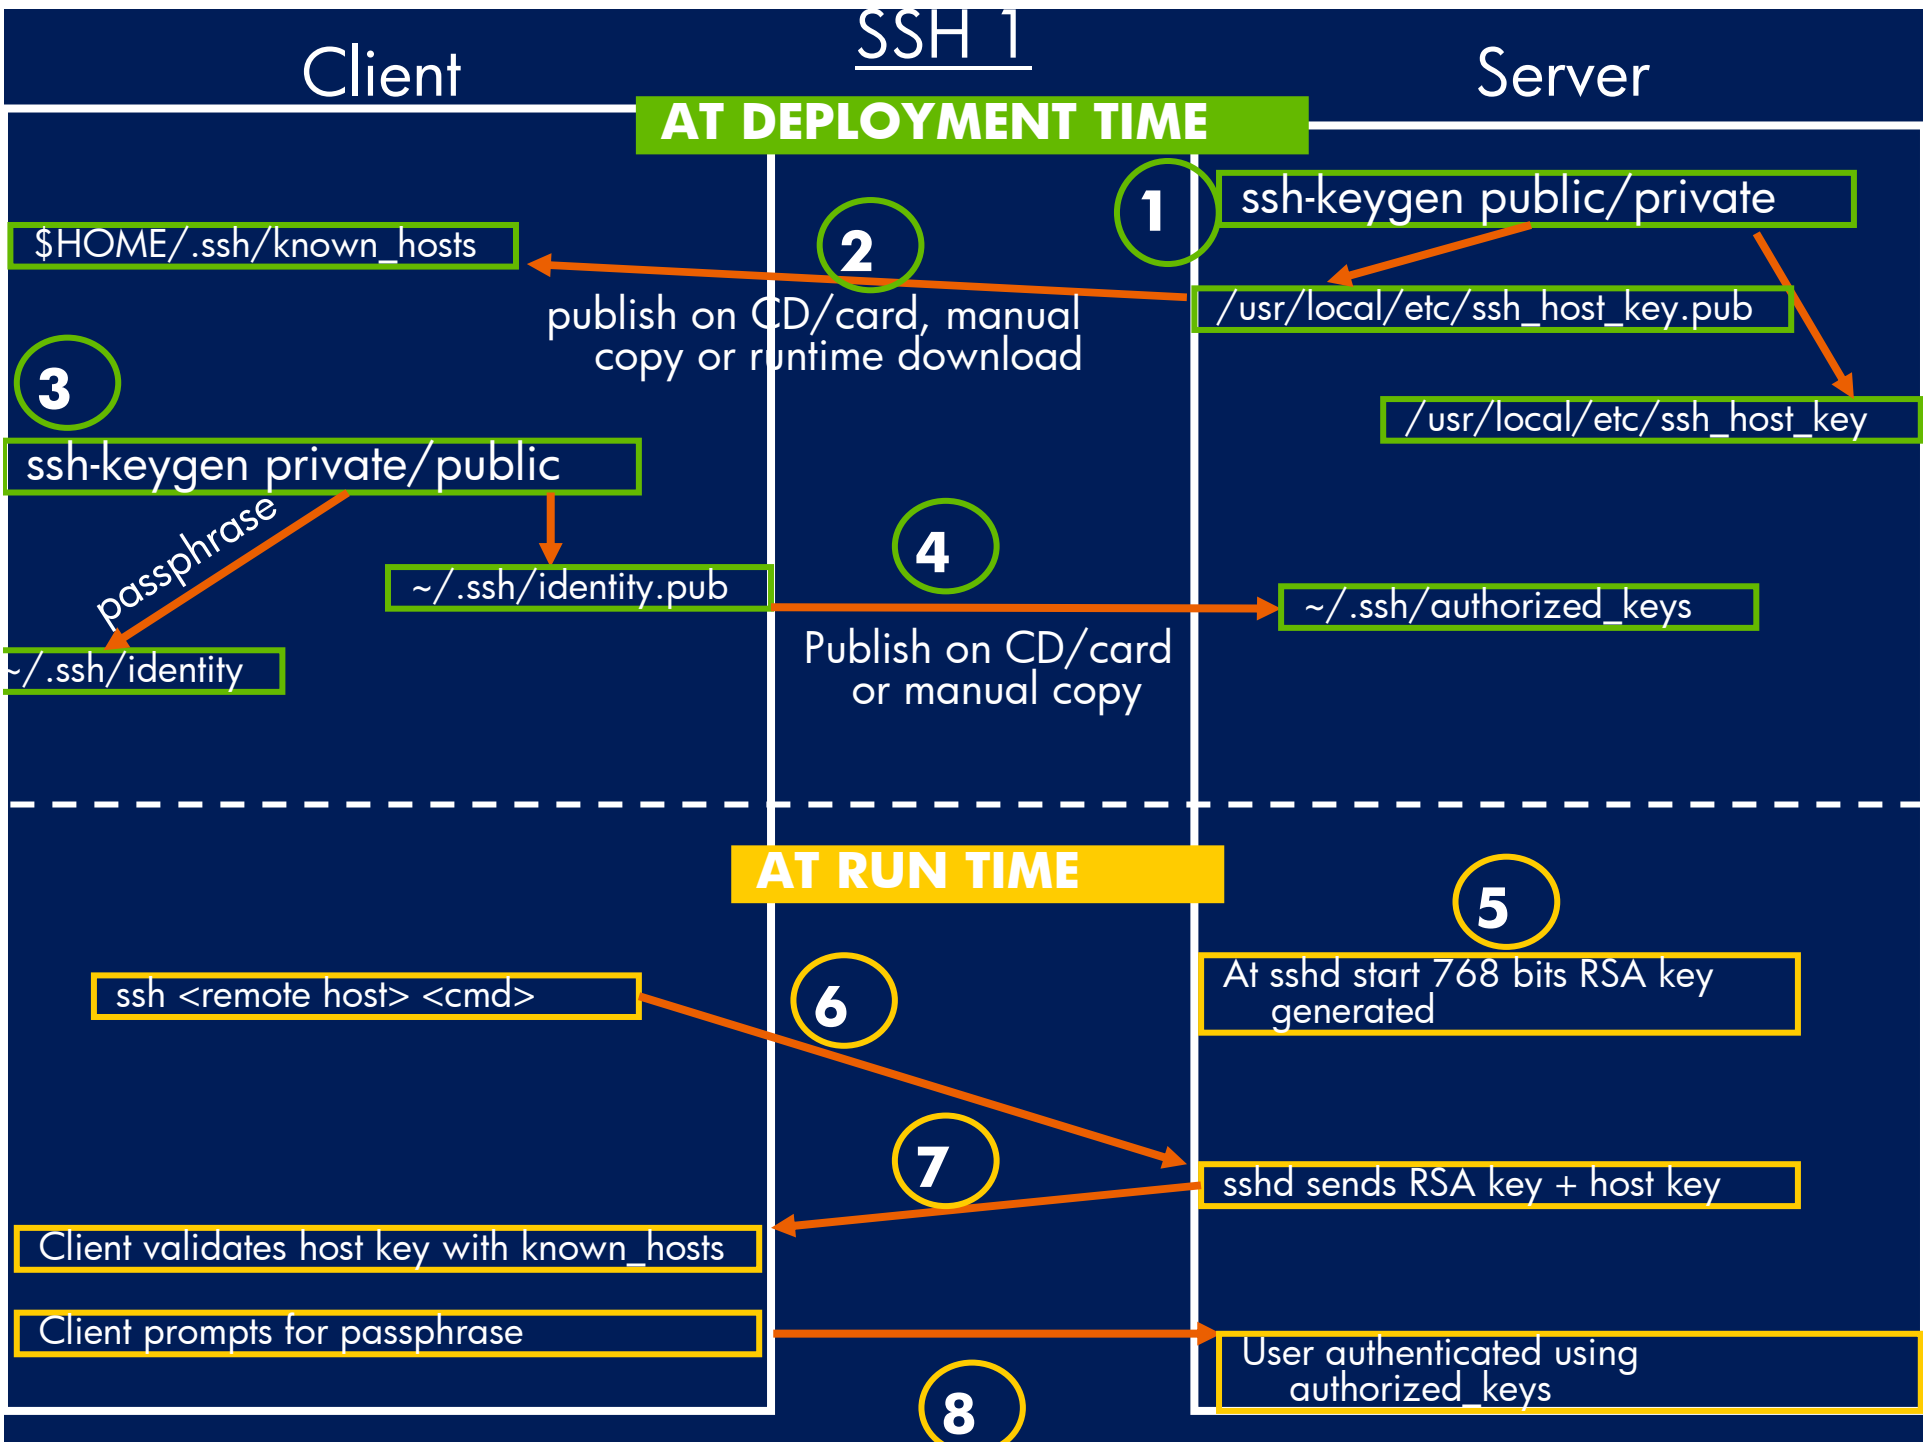 SSH 1
Client
Server
AT DEPLOYMENT TIME
1
ssh-keygen public/private
2
$HOME/.ssh/known_hosts
publish on CD/card, manual
copy or runtime download
/usr/local/etc/ssh_host_key.pub
3
/usr/local/etc/ssh_host_key
ssh-keygen private/public
passphrase
4
~/.ssh/identity.pub
~/.ssh/authorized_keys
Publish on CD/card
or manual copy
~/.ssh/identity
AT RUN TIME
5
At sshd start 768 bits RSA key
generated
6
ssh <remote host> <cmd>
7
sshd sends RSA key + host key
Client validates host key with known_hosts
Client prompts for passphrase
User authenticated using
authorized_keys
8